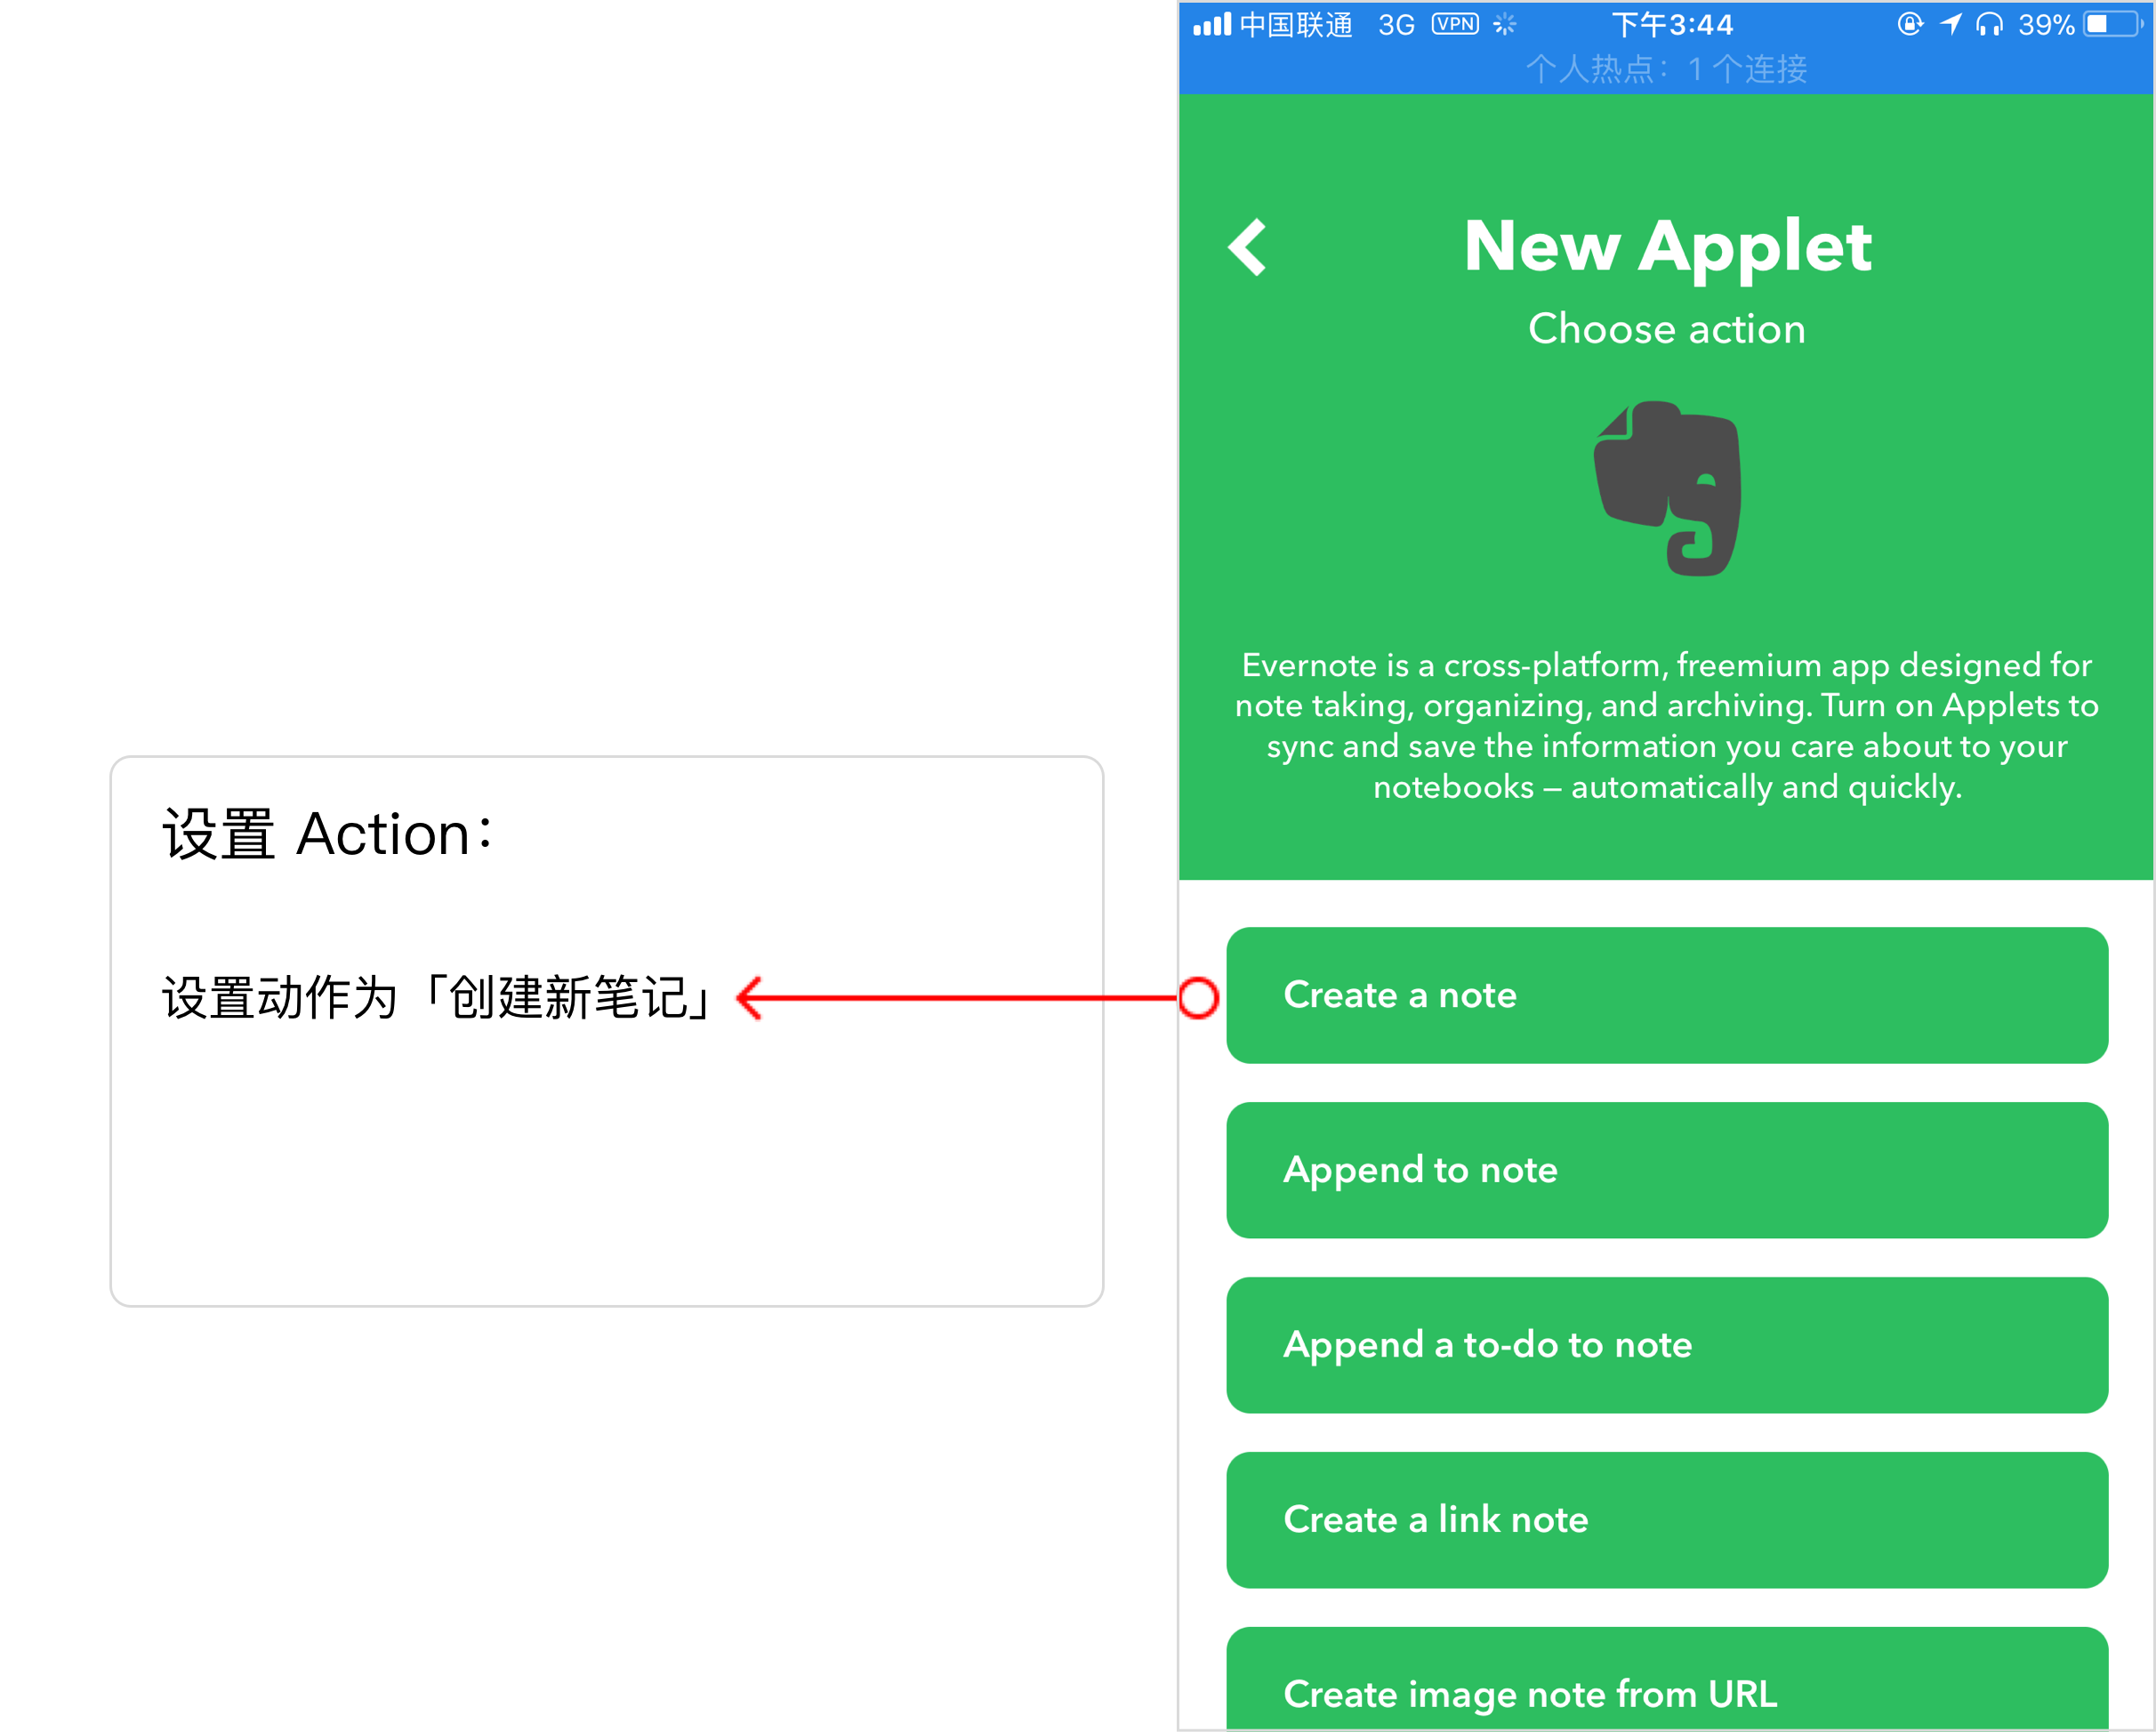 中国联通 3G VPN 下午3:44 39%
个人热点：1 个连接
New Applet
Choose action
Evernote is a cross-platform, freemium app designed for
note taking, organizing, and archiving. Turn on Applets to
sync and save the information you care about to your
notebooks — automatically and quickly.
设置 Action：
设置动作为「创建新笔记」
Create a note
Append to note
Append a to-do to note
Create a link note
Create image note from URL